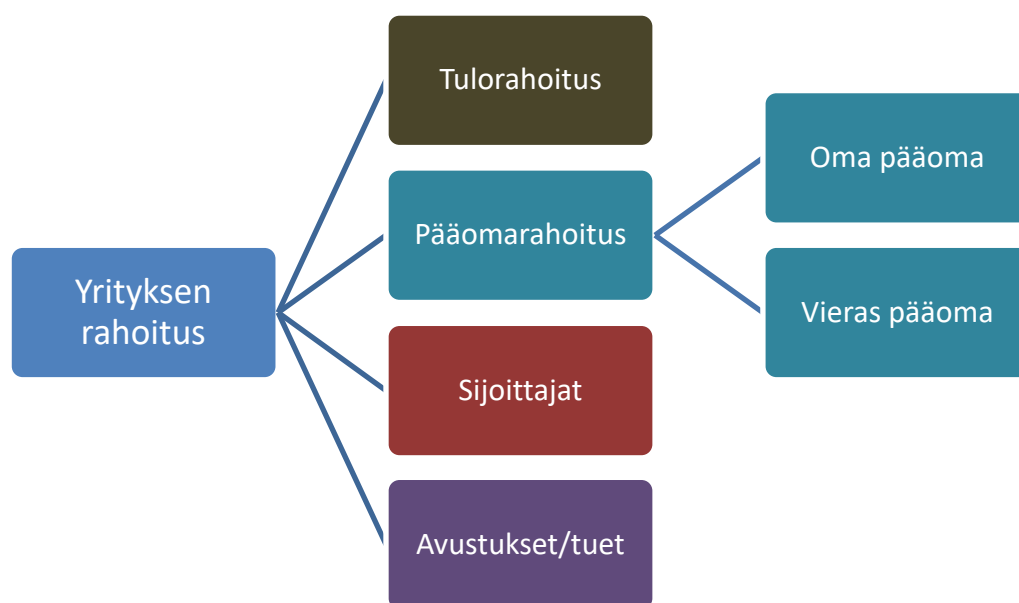 Yrityksen
rahoitus
Tulorahoitus
Pääomarahoitus
Oma pääoma
Vieras pääoma
Sijoittajat
Avustukset/tuet